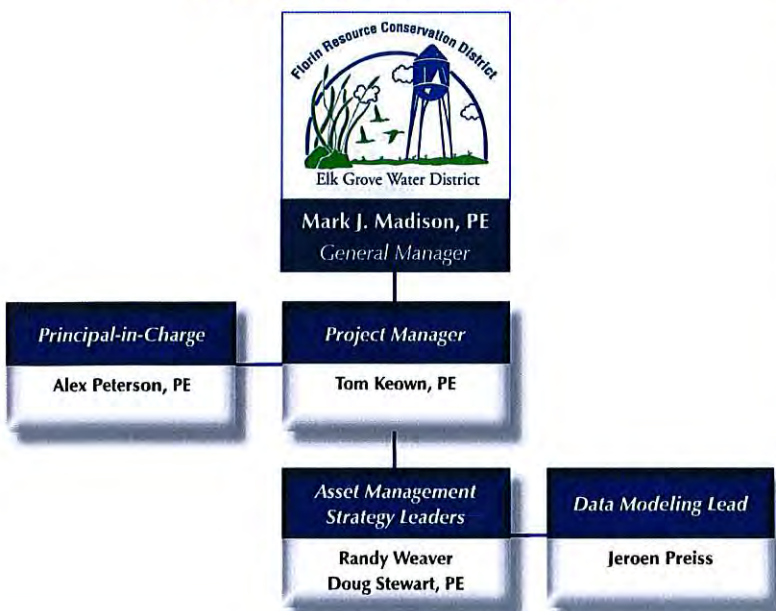 Florin Resource Conservation District
Elk Grove Water District
Mark J. Madison, PE
General Manager
Principal-in-Charge
Alex Peterson, PE
Project Manager
Tom Keown, PE
Asset Management
Strategy Leaders
Randy Weaver
Doug Stewart, PE
Data Modeling Lead
Jeroen Preiss